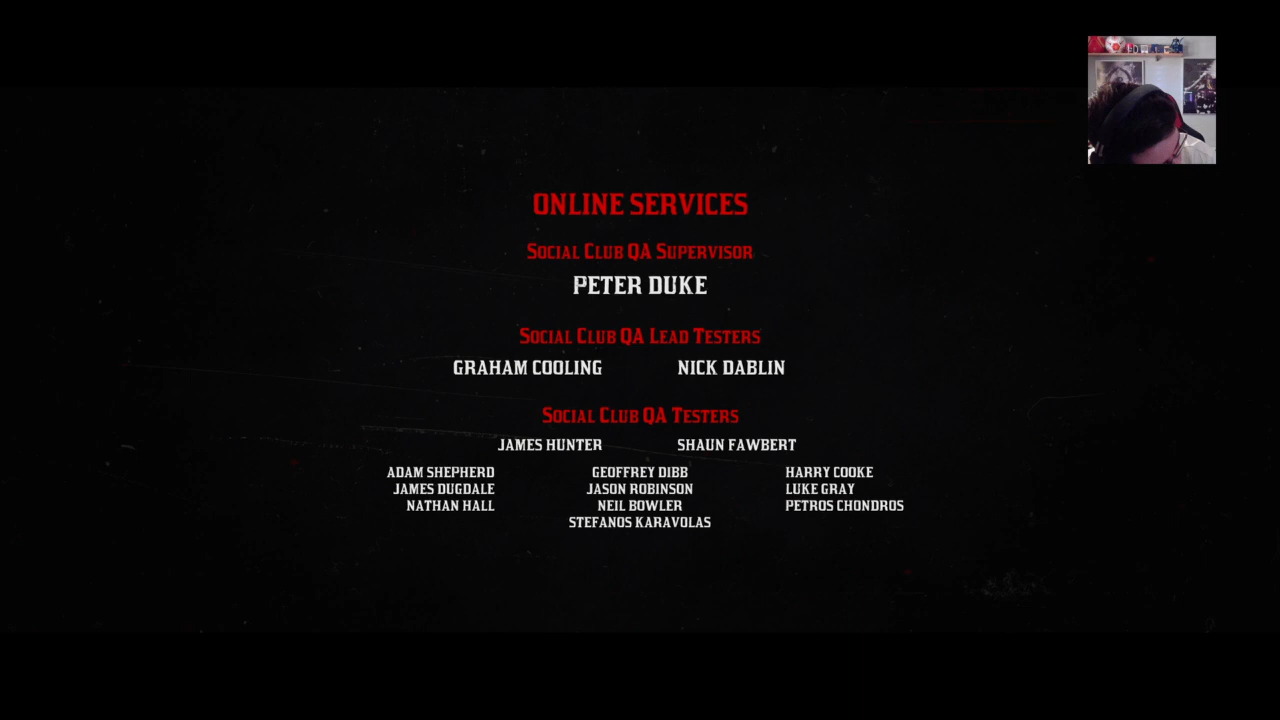 ONLINE SERVICES
SOCIAL CLUB QA SUPERVISOR
PETER DUKE
SOCIAL CLUB QA LEAD TESTERS
GRAHAM COOLING NICK DABLIN
SOCIAL CLUB QA TESTERS
JAMES HUNTER SHAUN FAWBERT
ADAM SHEPHERD GEOFFREY DIBB HARRY COOKE
JAMES DUGDALE JASON ROBINSON LUKE GRAY
NATHAN HALL NEIL BOWLER PETROS CHONDROS
STEFANOS KARAVOLAS